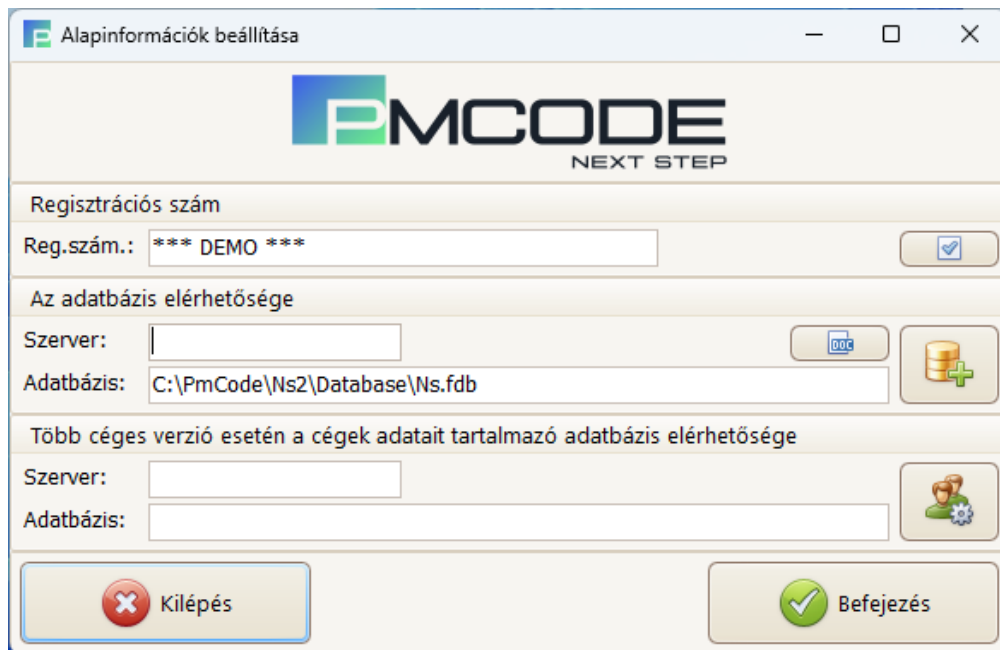 Alapinformációk beállítása
PMCODE
NEXT STEP
Regisztrációs szám
Reg.szám.: *** DEMO ***
Az adatbázis elérhetősége
Szerver:
DOC
Adatbázis: C:\PmCode\Ns2\Database\Ns.fdb
Több céges verzió esetén a cégek adatait tartalmazó adatbázis elérhetősége
Szerver:
Adatbázis:
Kilépés Befejezés